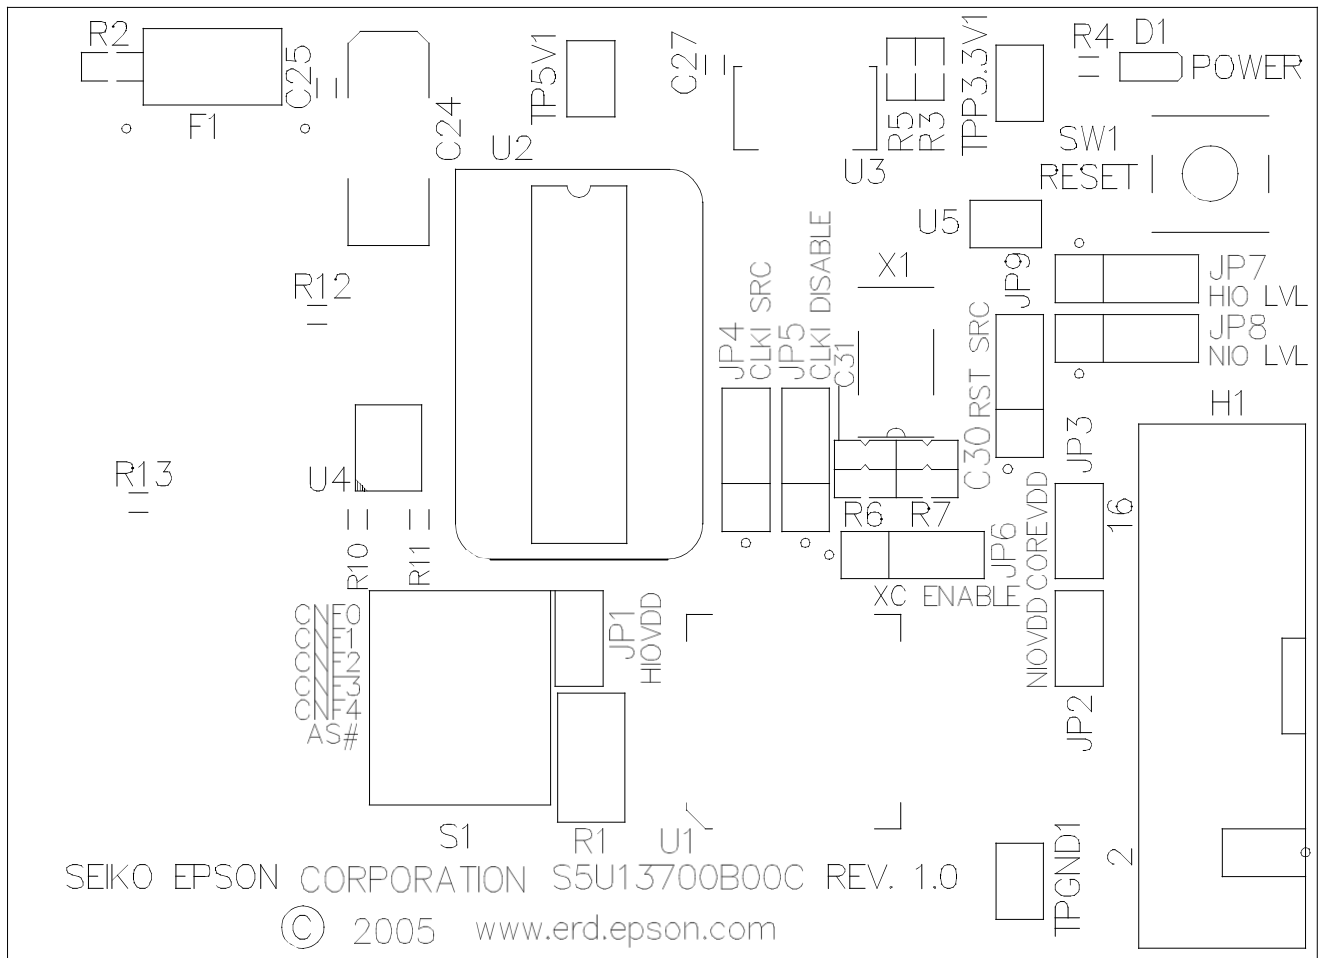 R2
F1
C25
C24
U2
TP5V1
C27
R5
R3
U3
TPP3.3V1
R4
D1
POWER
SW1
RESET
U5
JP9
RST SRC
JP7
HIO LVL
JP8
NIO LVL
H1
R12
R13
U4
R10
R11
JP4
CLKI SRC
JP5
CLKI DISABLE
C31
X1
C30
R6
R7
JP6
XC ENABLE
JP3
COREVDD
16
NIOVDD
JP2
CNF0
CNF1
CNF2
CNF3
CNF4
AS#
JP1
HIOVDD
S1
R1
U1
TPGND1
2
SEIKO EPSON CORPORATION S5U13700B00C REV. 1.0
© 2005 www.erd.epson.com